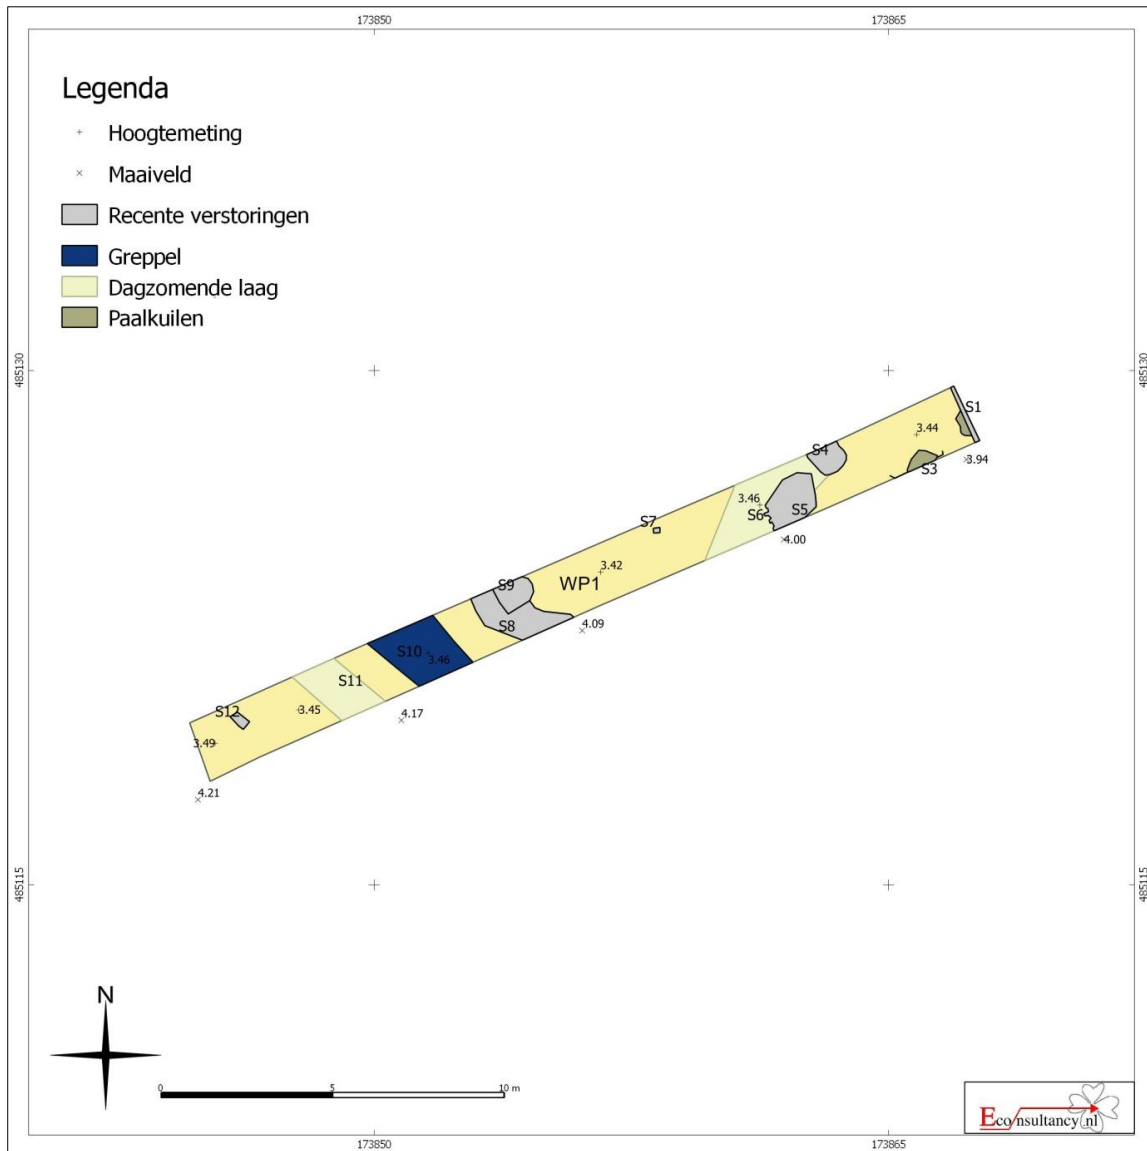 173850
173865
Legenda
Hoogtemeting
Maaiveld
Recente verstoringen
Greppel
Dagzomende laag
Paalkuilen
485130
485130
S1
3.44
S4
3.94
S3
3.46
S6
S5
S7
4.00
3.42
WP1
S9
S8
4.09
S10
3.46
S11
S12
3.45
4.17
3.49
4.21
485115
485115
N
0
5
10 m
Econsultancy.nl
173850
173865